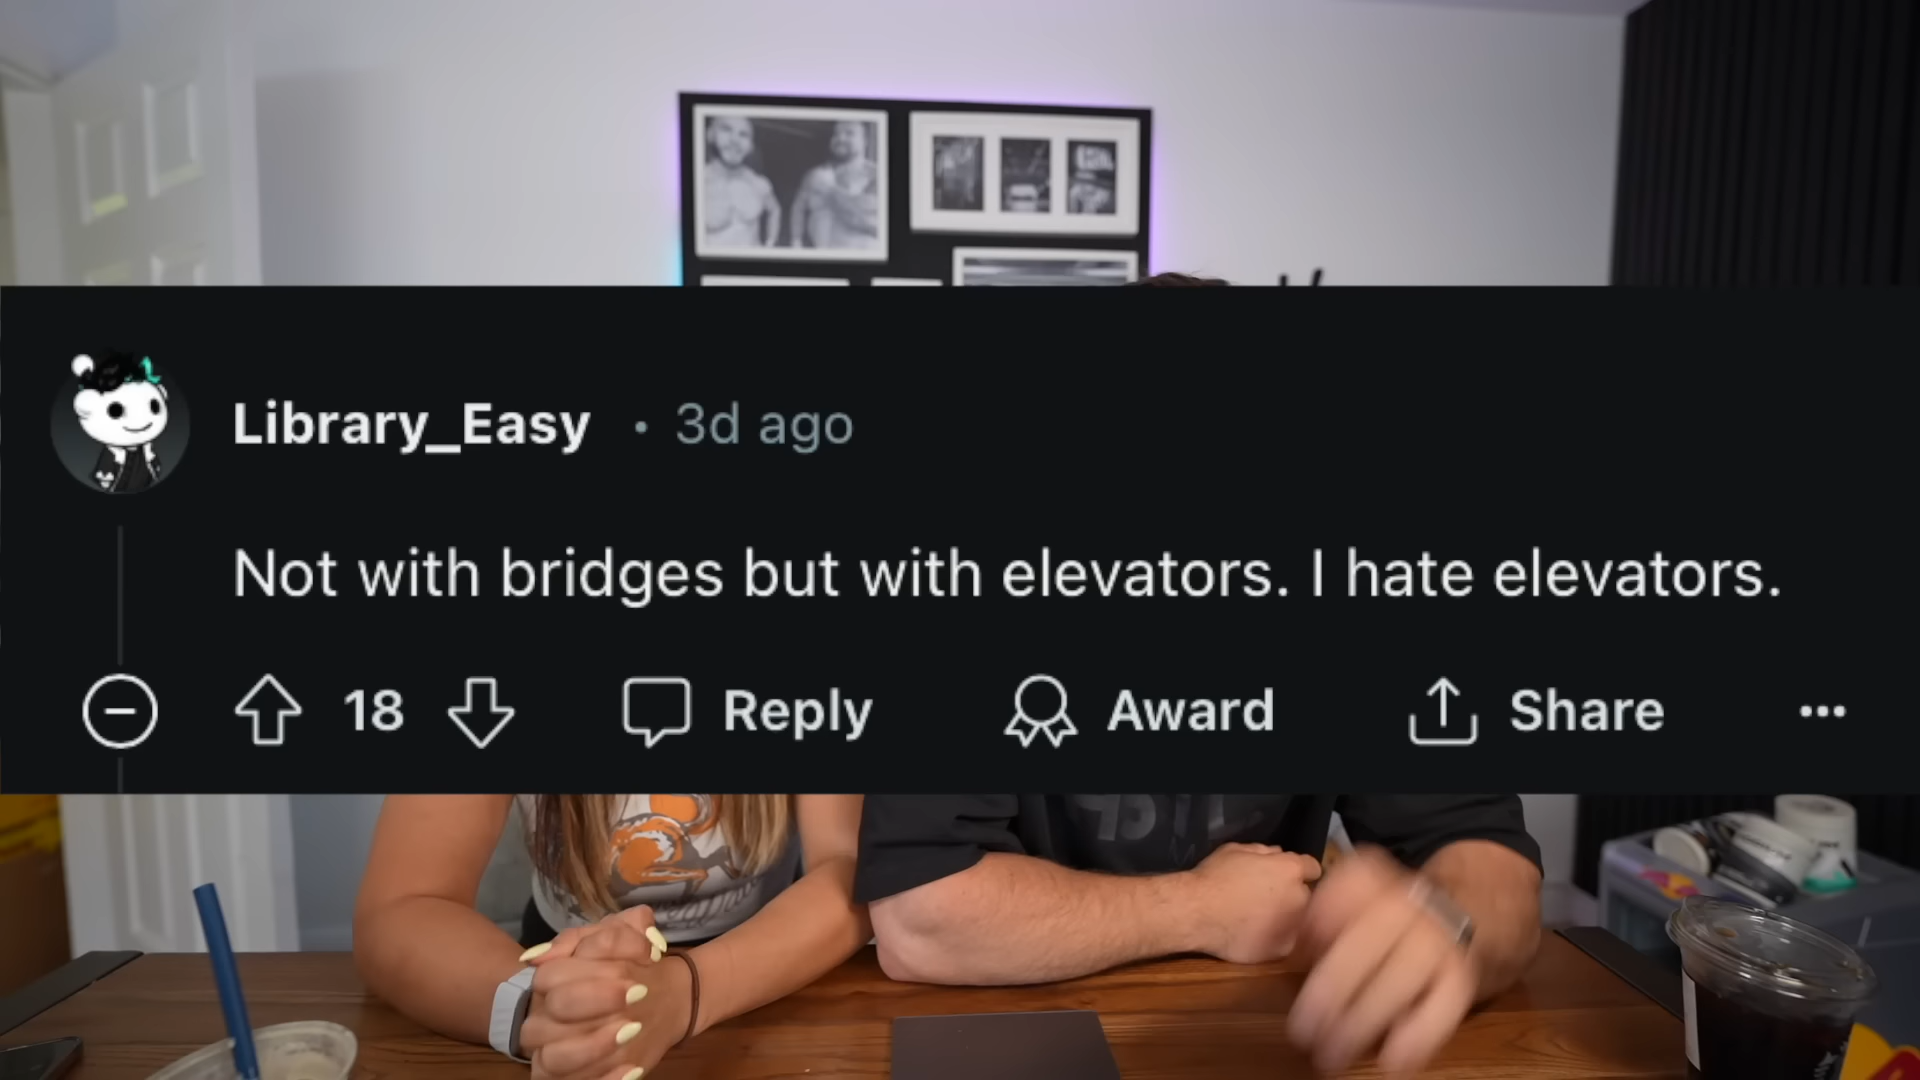 Library_Easy • 3d ago
Not with bridges but with elevators. I hate elevators.
18 Reply Award Share